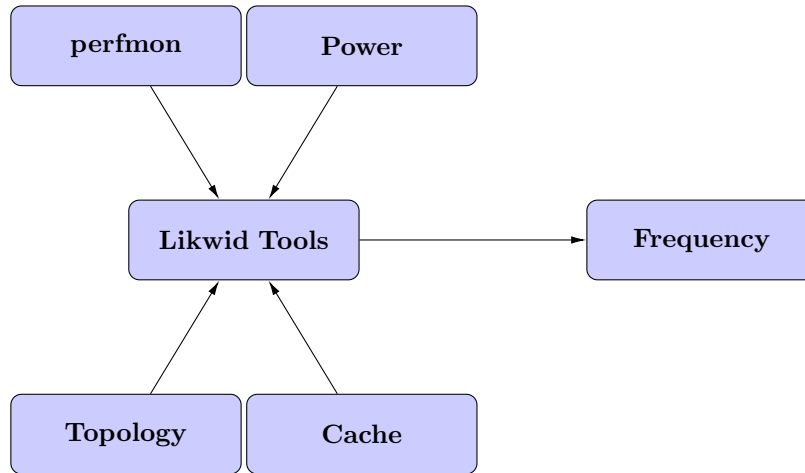 perfmon
Power
Likwid Tools
Frequency
Topology
Cache